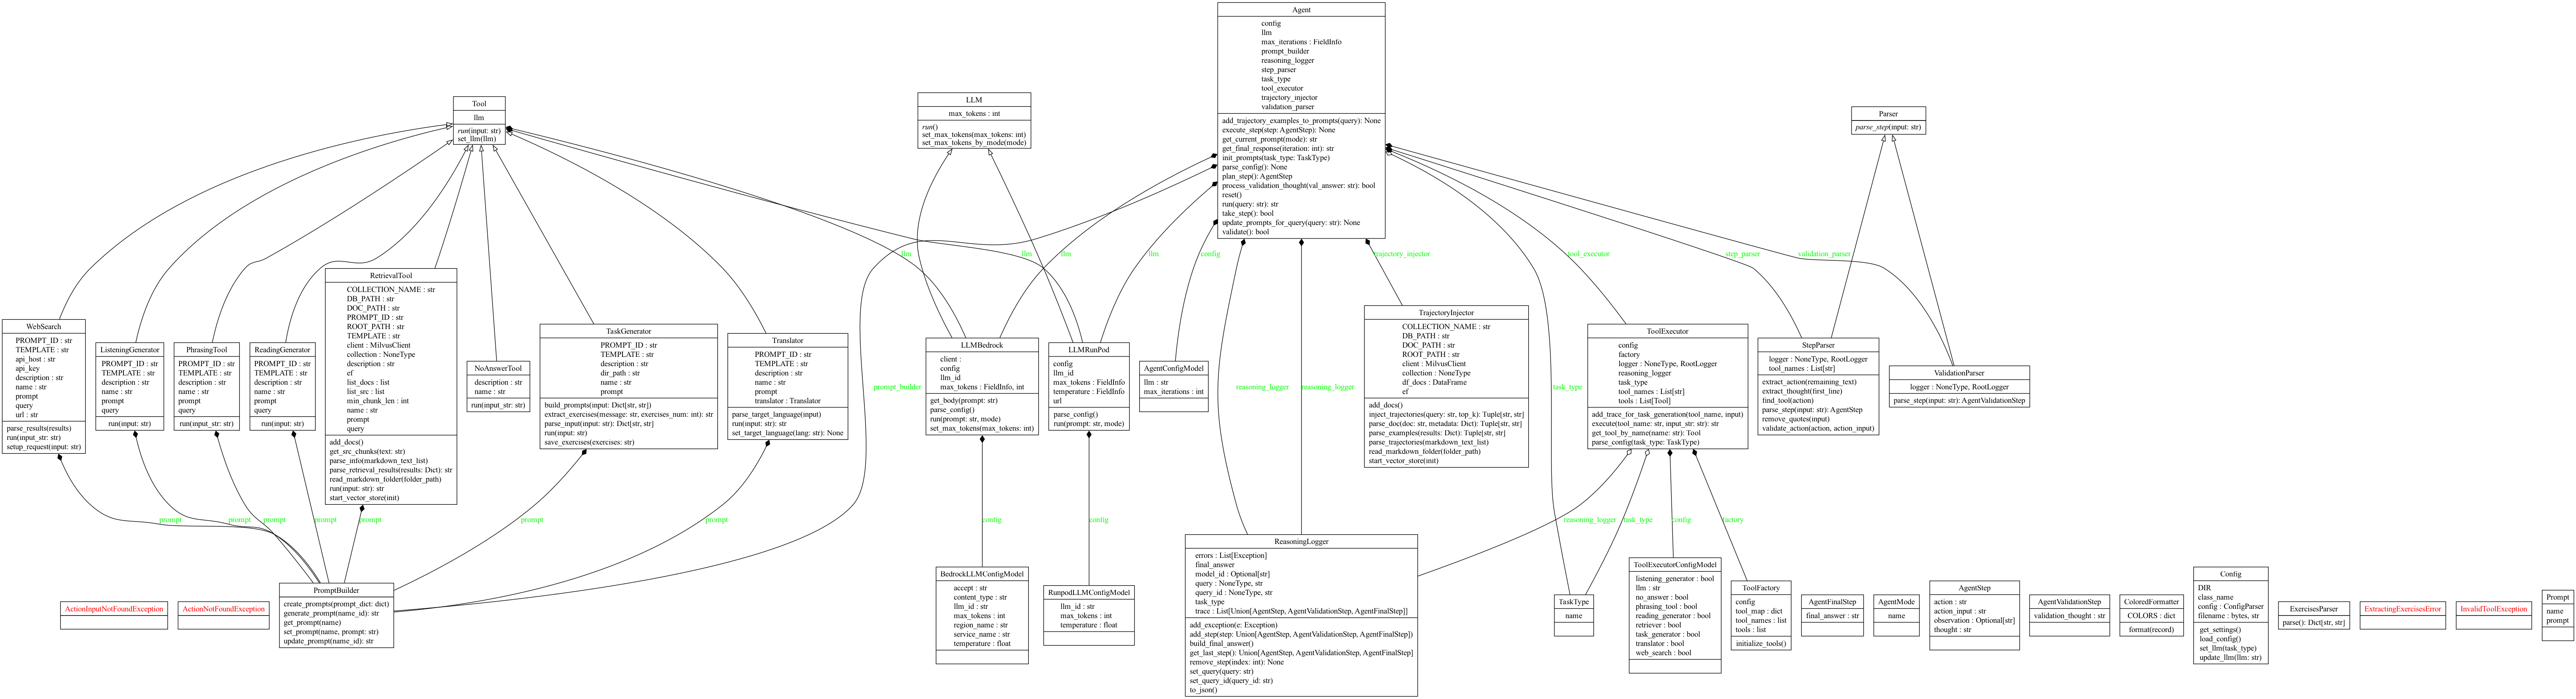 Agent
config
llm
max_iterations : FieldInfo
prompt_builder
reasoning_logger
step_parser
task_type
tool_executor
trajectory_injector
validation_parser
add_trajectory_examples_to_prompts(query): None
execute_step(step: AgentStep): None
get_current_prompt(mode): str
get_final_response(iteration: int): str
init_prompts(task_type: TaskType)
parse_config(): None
plan_step(): AgentStep
process_validation_thought(val_answer: str): bool
reset()
run(query: str): str
take_step(): bool
update_prompts_for_query(query: str): None
validate(): bool
Tool
llm
run(input: str)
set_llm(llm)
LLM
max_tokens : int
run()
set_max_tokens(max_tokens: int)
set_max_tokens_by_mode(mode)
Parser
parse_step(input: str)
llm
llm
llm
llm
config
trajectory_injector
tool_executor
step_parser
validation_parser
WebSearch
PROMPT_ID : str
TEMPLATE : str
api_host : str
api_key
description : str
name : str
prompt
query
url : str
parse_results(results)
run(input_str: str)
setup_request(input: str)
ListeningGenerator
PROMPT_ID : str
TEMPLATE : str
description : str
name : str
prompt
query
run(input: str)
PhrasingTool
PROMPT_ID : str
TEMPLATE : str
description : str
name : str
prompt
query
run(input_str: str)
ReadingGenerator
PROMPT_ID : str
TEMPLATE : str
description : str
name : str
prompt
query
run(input: str)
RetrievalTool
COLLECTION_NAME : str
DB_PATH : str
DOC_PATH : str
PROMPT_ID : str
ROOT_PATH : str
TEMPLATE : str
client : MilvusClient
collection : NoneType
description : str
ef
list_docs : list
list_src : list
min_chunk_len : int
name : str
prompt
query
add_docs()
get_src_chunks(text: str)
parse_info(markdown_text_list)
parse_retrieval_results(results: Dict): str
read_markdown_folder(folder_path)
run(input: str): str
start_vector_store(init)
NoAnswerTool
description : str
name : str
run(input_str: str)
TaskGenerator
PROMPT_ID : str
TEMPLATE : str
description : str
dir_path : str
name : str
prompt
build_prompts(input: Dict[str, str])
extract_exercises(message: str, exercises_num: int): str
parse_input(input: str): Dict[str, str]
run(input: str)
save_exercises(exercises: str)
Translator
PROMPT_ID : str
TEMPLATE : str
description : str
name : str
prompt
translator : Translator
parse_target_language(input)
run(input: str): str
set_target_language(lang: str): None
LLMBedrock
client :
config
llm_id
max_tokens : FieldInfo, int
get_body(prompt: str)
parse_config()
run(prompt: str, mode)
set_max_tokens(max_tokens: int)
LLMRunPod
config
llm_id
max_tokens : FieldInfo
temperature : FieldInfo
url
parse_config()
run(prompt: str, mode)
AgentConfigModel
llm : str
max_iterations : int
TrajectoryInjector
COLLECTION_NAME : str
DB_PATH : str
DOC_PATH : str
ROOT_PATH : str
client : MilvusClient
collection : NoneType
df_docs : DataFrame
ef
add_docs()
inject_trajectories(query: str, top_k): Tuple[str, str]
parse_doc(doc: str, metadata: Dict): Tuple[str, str]
parse_examples(results: Dict): Tuple[str, str]
parse_trajectories(markdown_text_list)
read_markdown_folder(folder_path)
start_vector_store(init)
ToolExecutor
config
factory
logger : NoneType, RootLogger
reasoning_logger
task_type
tool_names : List[str]
tools : List[Tool]
add_trace_for_task_generation(tool_name, input)
execute(tool_name: str, input_str: str): str
get_tool_by_name(name: str): Tool
parse_config(task_type: TaskType)
StepParser
logger : NoneType, RootLogger
tool_names : List[str]
extract_action(remaining_text)
extract_thought(first_line)
find_tool(action)
parse_step(input: str): AgentStep
remove_quotes(input)
validate_action(action, action_input)
ValidationParser
logger : NoneType, RootLogger
parse_step(input: str): AgentValidationStep
prompt_builder
reasoning_logger
reasoning_logger
task_type
prompt
prompt
prompt
prompt
prompt
prompt
prompt
config
config
reasoning_logger
task_type
config
factory
ActionInputNotFoundException
ActionNotFoundException
PromptBuilder
create_prompts(prompt_dict: dict)
generate_prompt(name_id): str
get_prompt(name)
set_prompt(name, prompt: str)
update_prompt(name_id): str
BedrockLLMConfigModel
accept : str
content_type : str
llm_id : str
max_tokens : int
region_name : str
service_name : str
temperature : float
RunpodLLMConfigModel
llm_id : str
max_tokens : int
temperature : float
ReasoningLogger
errors : List[Exception]
final_answer
model_id : Optional[str]
query : NoneType, str
query_id : NoneType, str
task_type
trace : List[Union[AgentStep, AgentValidationStep, AgentFinalStep]]
add_exception(e: Exception)
add_step(step: Union[AgentStep, AgentValidationStep, AgentFinalStep])
build_final_answer()
get_last_step(): Union[AgentStep, AgentValidationStep, AgentFinalStep]
remove_step(index: int): None
set_query(query: str)
set_query_id(query_id: str)
to_json()
TaskType
name
ToolExecutorConfigModel
listening_generator : bool
llm : str
no_answer : bool
phrasing_tool : bool
reading_generator : bool
retriever : bool
task_generator : bool
translator : bool
web_search : bool
ToolFactory
config
tool_map : dict
tool_names : list
tools : list
initialize_tools()
AgentFinalStep
final_answer : str
AgentMode
name
AgentStep
action : str
action_input : str
observation : Optional[str]
thought : str
AgentValidationStep
validation_thought : str
ColoredFormatter
COLORS : dict
format(record)
Config
DIR
class_name
config : ConfigParser
filename : bytes, str
get_settings()
load_config()
set_llm(task_type)
update_llm(llm: str)
ExercisesParser
parse(): Dict[str, str]
ExtractingExercisesError
InvalidToolException
Prompt
name
prompt